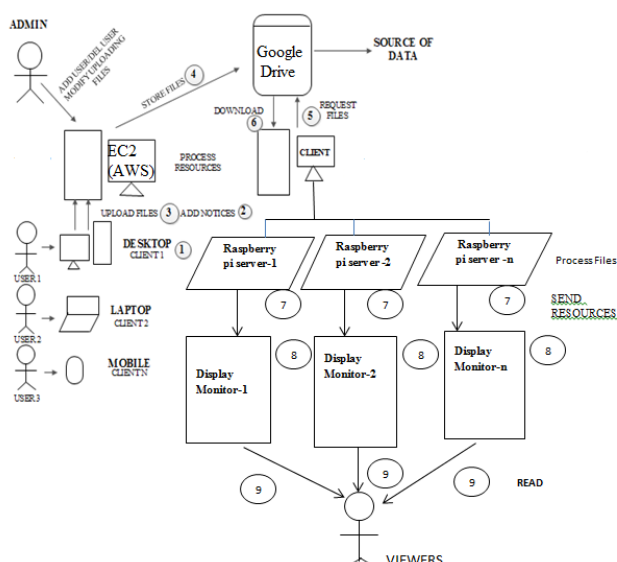 ADMIN
ADD USER/DEL USER
MODIFY UPLOADING
FILES
STORE FILES
4
Google
Drive
SOURCE OF
DATA
DOWNLOAD
6
5
REQUEST
FILES
EC2
(AWS)
PROCESS
RESOURCES
CLIENT
UPLOAD FILES 3 ADD NOTICES 2
DESKTOP 1
CLIENT 1
USER.1
LAPTOP
CLIENT 2
USER.2
MOBILE
CLIENT N
USER 3
Raspberry
pi server-1
Raspberry
pi server -2
Raspberry
pi server -n
Process Files
7
7
7
SEND
RESOURCES
8
8
8
Display
Monitor-1
Display
Monitor-2
Display
Monitor-n
9
9
9
READ
VIEWERS